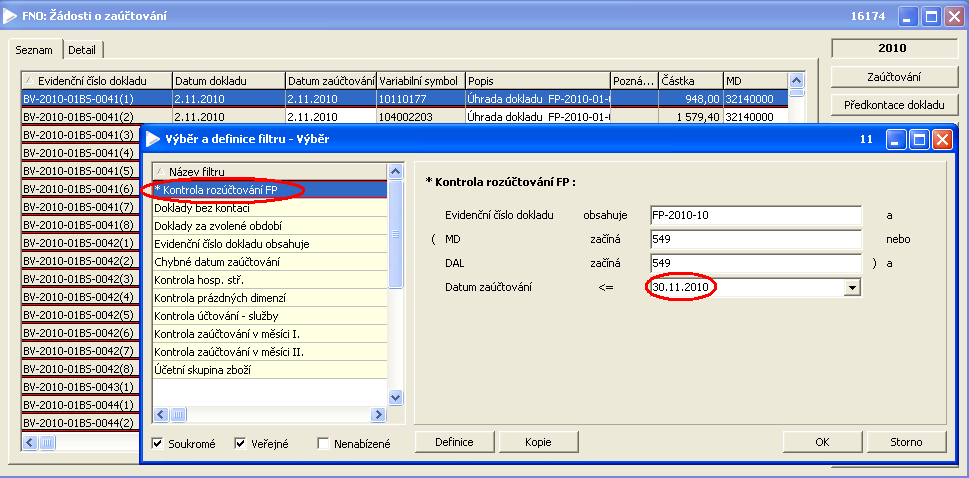 FNO: Žádosti o zaúčtování 16174
Seznam Detail
2010
Zaúčtování
Předkontace dokladu
Evidenční číslo dokladu Datum dokladu Datum zaúčtování Variabilní symbol Popis Pozná... Částka MD
BV-2010-01BS-0041(1) 2.11.2010 2.11.2010 10110177 Úhrada dokladu FP-2010-01- 948,00 32140000
BV-2010-01BS-0041(2) 2.11.2010 2.11.2010 104002203 Úhrada dokladu FP-2010-01- 1 579,40 32140000
BV-2010-01BS-0041(3)
BV-2010-01BS-0041(4)
BV-2010-01BS-0041(5)
BV-2010-01BS-0041(6)
BV-2010-01BS-0041(7)
BV-2010-01BS-0041(8)
BV-2010-01BS-0042(1)
BV-2010-01BS-0042(2)
BV-2010-01BS-0042(3)
BV-2010-01BS-0042(4)
BV-2010-01BS-0042(5)
BV-2010-01BS-0042(6)
BV-2010-01BS-0042(7)
BV-2010-01BS-0042(8)
BV-2010-01BS-0043(1)
BV-2010-01BS-0044(1)
BV-2010-01BS-0044(2)
Výběr a definice filtru - Výběr 11
Název filtru
* Kontrola rozúčtování FP
Doklady bez kontací
Doklady za zvolené období
Evidenční číslo dokladu obsahuje
Chybné datum zaúčtování
Kontrola hosp. stř.
Kontrola prázdných dimenzí
Kontrola účtování - služby
Kontrola zaúčtování v měsíci I.
Kontrola zaúčtování v měsíci II.
Účetní skupina zboží
* Kontrola rozúčtování FP :
Evidenční číslo dokladu obsahuje FP-2010-10 a
( MD začíná 549 nebo
DAL začíná 549 ) a
Datum zaúčtování <= 30.11.2010
Soukromé Veřejné Nenabízené
Definice Kopie OK Storno